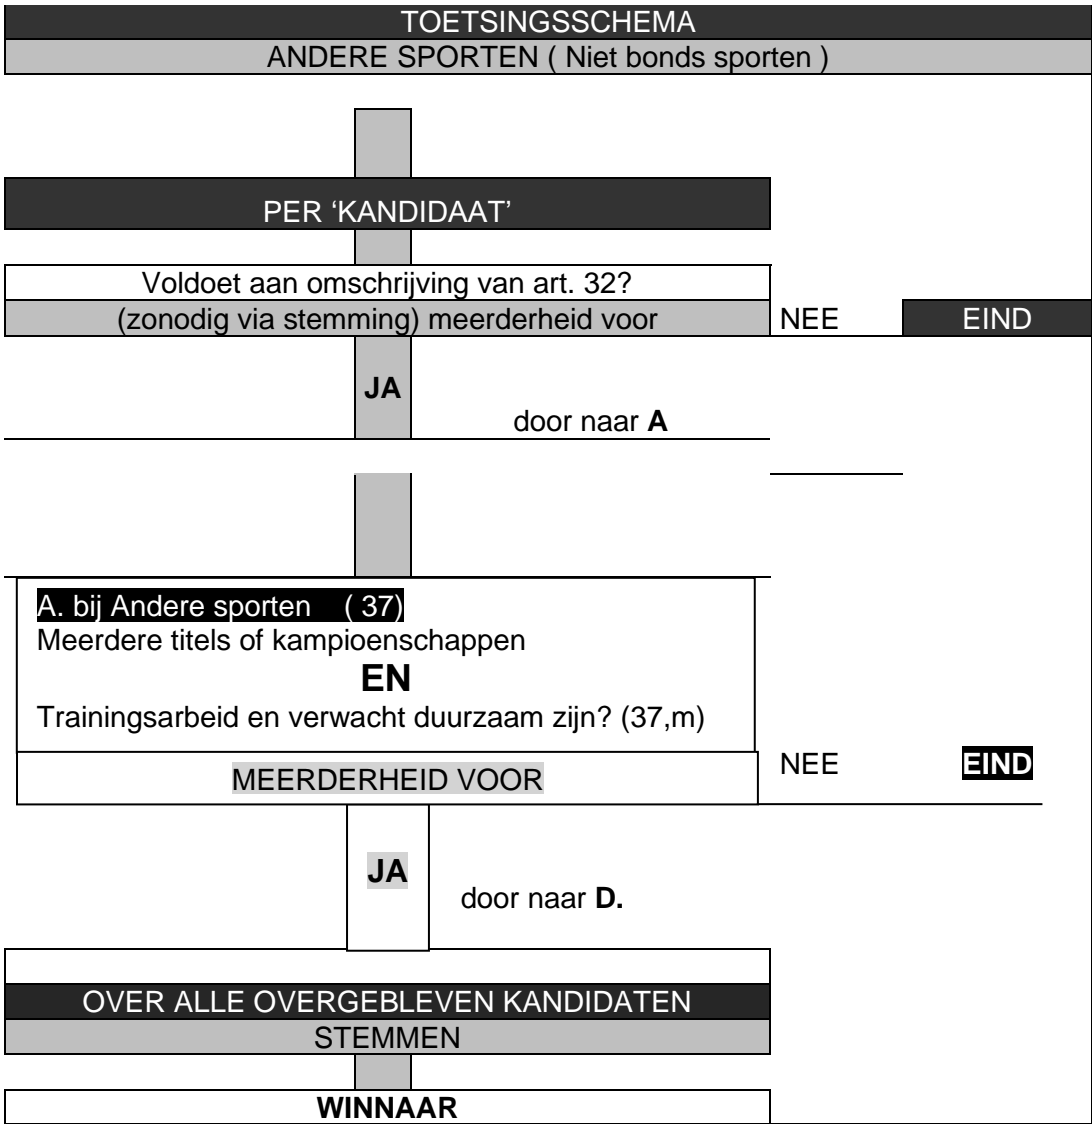 TOETSINGSSCHEMA
ANDERE SPORTEN ( Niet bonds sporten )
PER ‘KANDIDAAT’
Voldoet aan omschrijving van art. 32?
(zonodig via stemming) meerderheid voor NEE EIND
JA
door naar A
A. bij Andere sporten ( 37)
Meerdere titels of kampioenschappen
EN
Trainingsarbeid en verwacht duurzaam zijn? (37,m)
MEERDERHEID VOOR NEE EIND
JA
door naar D.
OVER ALLE OVERGEBLEVEN KANDIDATEN
STEMMEN
WINNAAR